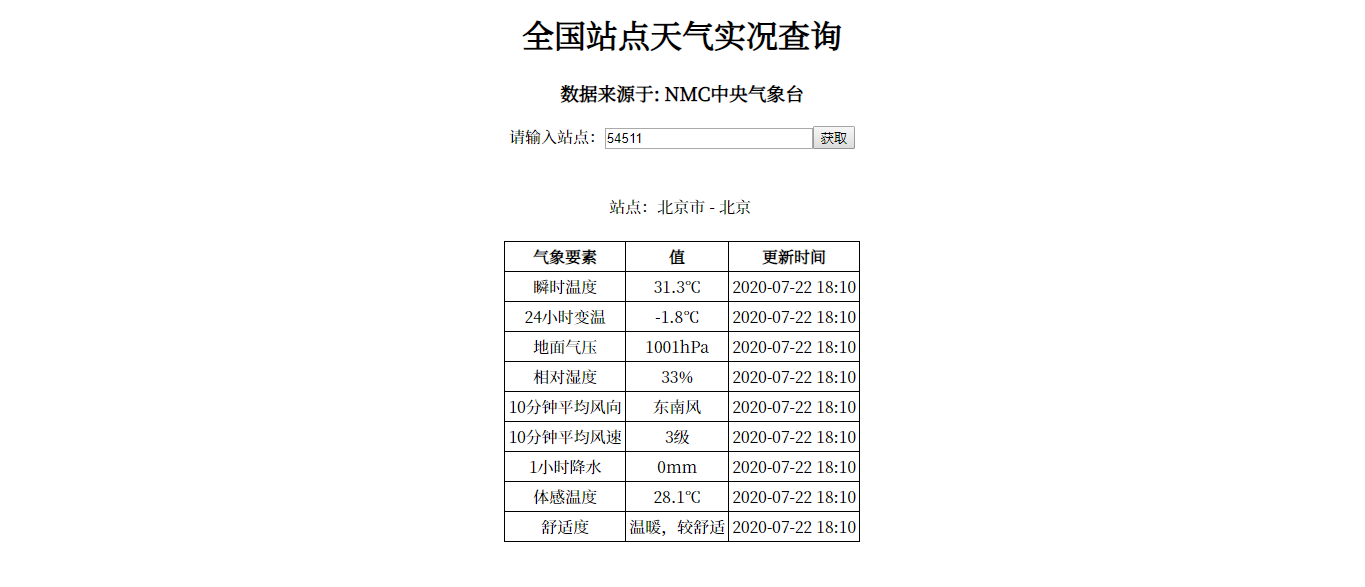 全国站点天气实况查询
数据来源于: NMC中央气象台
请输入站点： 54511 获取
站点：北京市 - 北京
气象要素 值 更新时间
瞬时温度 31.3℃ 2020-07-22 18:10
24小时变温 -1.8℃ 2020-07-22 18:10
地面气压 1001hPa 2020-07-22 18:10
相对湿度 33% 2020-07-22 18:10
10分钟平均风向 东南风 2020-07-22 18:10
10分钟平均风速 3级 2020-07-22 18:10
1小时降水 0mm 2020-07-22 18:10
体感温度 28.1℃ 2020-07-22 18:10
舒适度 温暖，较舒适 2020-07-22 18:10